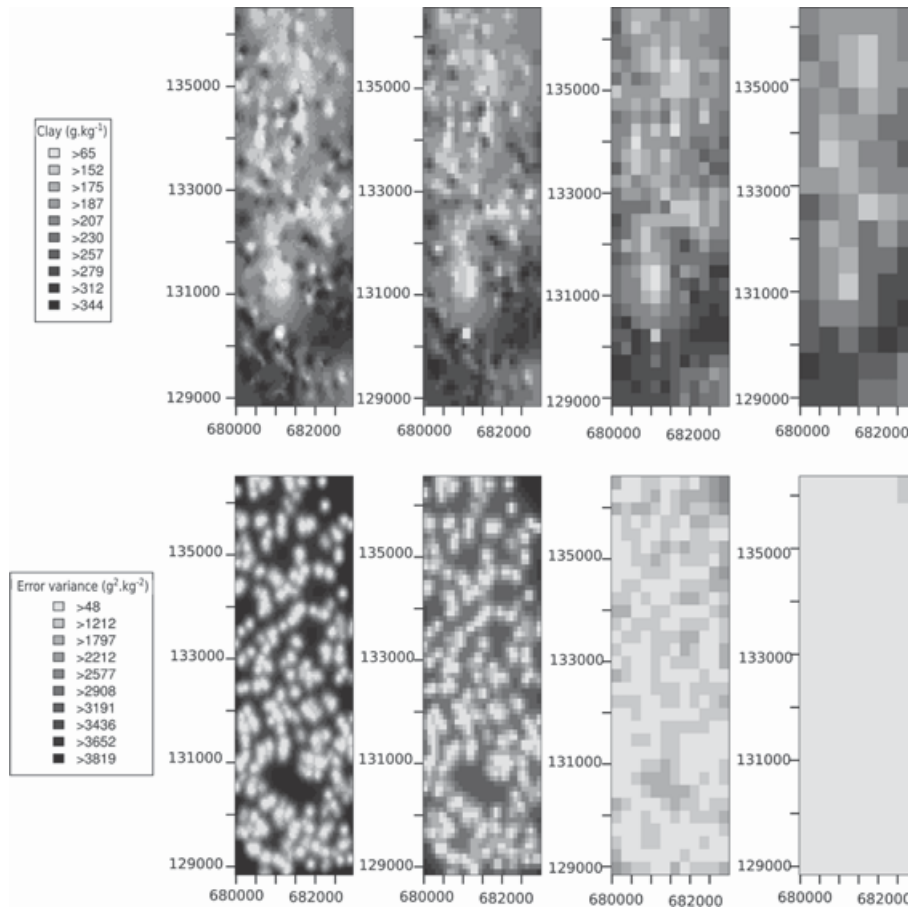 Clay (g.kg⁻¹)
>65
>152
>175
>187
>207
>230
>257
>279
>312
>344
135000 135000 135000 135000
133000 133000 133000 133000
131000 131000 131000 131000
129000 129000 129000 129000
680000 682000 680000 682000 680000 682000 680000 682000
Error variance (g².kg⁻²)
>48
>1212
>1797
>2212
>2577
>2908
>3191
>3436
>3652
>3819
135000 135000 135000 135000
133000 133000 133000 133000
131000 131000 131000 131000
129000 129000 129000 129000
680000 682000 680000 682000 680000 682000 680000 682000